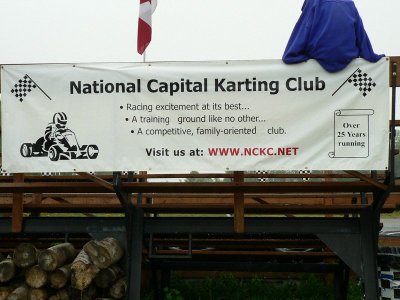 National Capital Karting Club
• Racing excitement at its best...
• A training ground like no other...
• A competitive, family-oriented club.
Visit us at: WWW.NCKC.NET
Over
25 Years
running